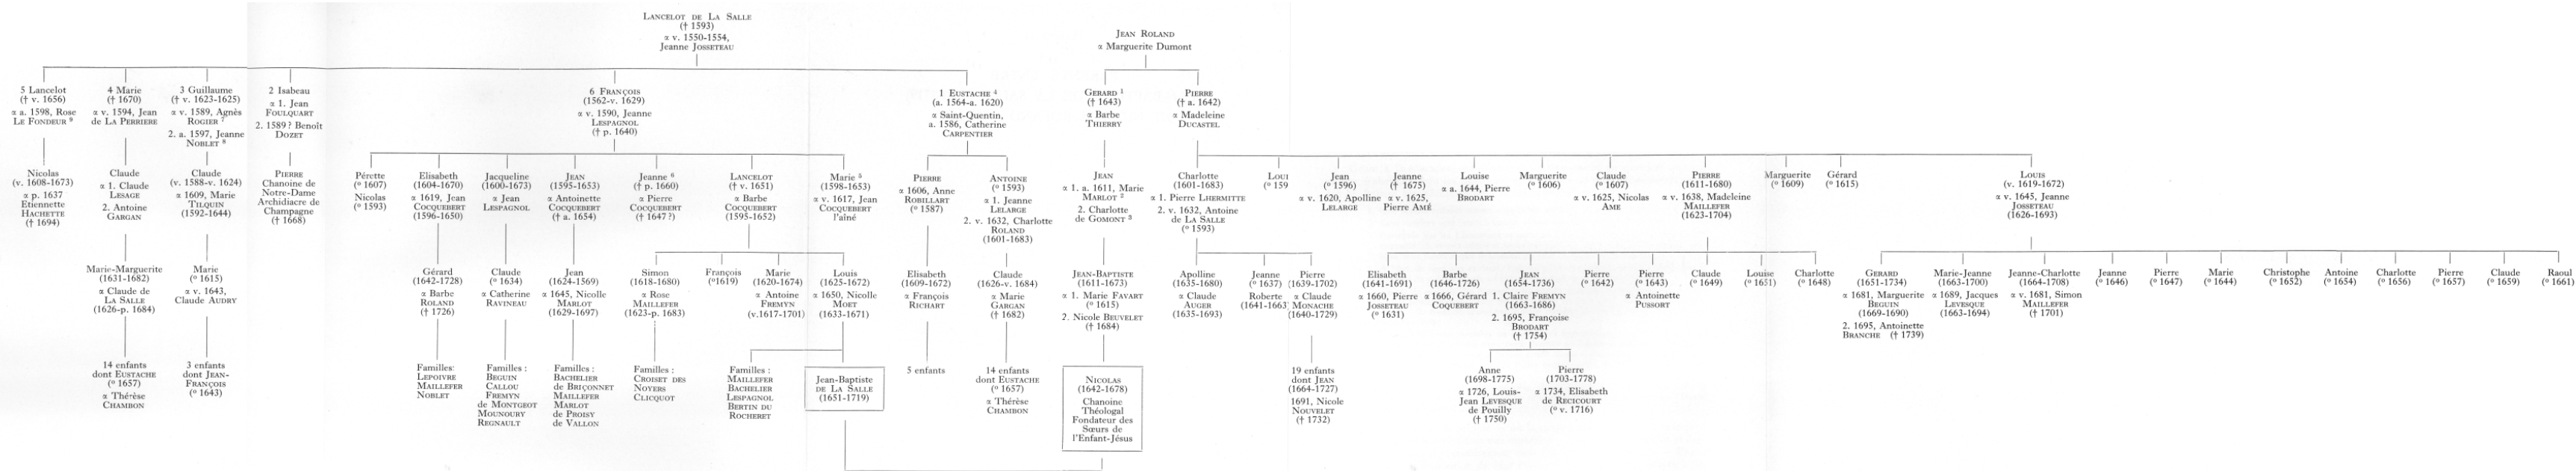 LANCELOT DE LA SALLE
(† 1593)
α v. 1550-1554,
Jeanne JOSSETEAU
JEAN ROLAND
α Marguerite Dumont
5 Lancelot
(† v. 1656)
α a. 1598, Rose
LE FONDEUR 9
4 Marie
(† 1670)
α v. 1594, Jean
de LA PERRIERE
3 Guillaume
(† v. 1623-1625)
α v. 1589, Agnès
ROGIER 7
2. a. 1597, Jeanne
NOBLET 8
2 Isabeau
α 1. Jean
FOULQUART
2. 1589? Benoît
DOZET
6 FRANÇOIS
(1562-v. 1629)
α v. 1590, Jeanne
LESPAGNOL
(† p. 1640)
1 EUSTACHE 4
(a. 1564-a. 1620)
α Saint-Quentin,
a. 1586, Catherine
CARPENTIER
GERARD 1
(† 1643)
α Barbe
THIERRY
PIERRE
(† a. 1642)
α Madeleine
DUCASTEL
Nicolas
(v. 1608-1673)
α p. 1637
Etiennette
HACHETTE
(† 1694)
Claude
α 1. Claude
LESAGE
2. Antoine
GARGAN
Claude
(v. 1588-v. 1624)
α 1609, Marie
TILQUIN
(1592-1644)
PIERRE
Chanoine de
Notre-Dame
Archidiacre de
Champagne
(† 1668)
Pérette
(° 1607)
Nicolas
(° 1593)
Elisabeth
(1604-1670)
α 1619, Jean
COCQUEBERT
(1596-1650)
Jacqueline
(1600-1673)
α Jean
LESPAGNOL
JEAN
(1595-1653)
α Antoinette
COCQUEBERT
(† a. 1654)
Jeanne 6
(† p. 1660)
α Pierre
COCQUEBERT
(† 1647?)
LANCELOT
(† v. 1651)
α Barbe
COCQUEBERT
(1595-1652)
Marie 5
(1598-1653)
α v. 1617, Jean
COCQUEBERT
l'aîné
PIERRE
α 1606, Anne
ROBILLART
(° 1587)
ANTOINE
(° 1593)
α 1. Jeanne
LELARGE
2. v. 1632, Charlotte
ROLAND
(1601-1683)
JEAN
α 1. a. 1611, Marie
MARLOT 2
2. Charlotte
de GOMONT 3
Charlotte
(1601-1683)
α 1. Pierre LHERMITTE
2. v. 1632, Antoine
de LA SALLE
(° 1593)
LOUI
(° 159
Jean
(° 1596)
α v. 1620, Apolline
LELARGE
Jeanne
(† 1675)
α v. 1625,
Pierre AMÉ
Louise
α a. 1644, Pierre
BRODART
Marguerite
(° 1606)
Claude
(° 1607)
α v. 1625, Nicolas
AME
PIERRE
(1611-1680)
α v. 1638, Madeleine
MAILLEFER
(1623-1704)
Marguerite
(° 1609)
Gérard
(° 1615)
LOUIS
(v. 1619-1672)
α v. 1645, Jeanne
JOSSETEAU
(1626-1693)
Marie-Marguerite
(1631-1682)
α Claude de
LA SALLE
(1626-p. 1684)
Marie
(° 1615)
α v. 1643,
Claude AUDRY
Gérard
(1642-1728)
α Barbe
ROLAND
(† 1726)
Claude
(° 1634)
α Catherine
RAVINEAU
Jean
(1624-1569)
α 1645, Nicolle
MARLOT
(1629-1697)
Simon
(1618-1680)
α Rose
MAILLEFER
(1623-p. 1683)
François
(°1619)
Marie
(1620-1674)
α Antoine
FREMYN
(v.1617-1701)
Louis
(1625-1672)
α 1650, Nicolle
MOET
(1633-1671)
Elisabeth
(1609-1672)
α François
RICHART
Claude
(1626-v. 1684)
α Marie
GARGAN
(† 1682)
JEAN-BAPTISTE
(1611-1673)
α 1. Marie FAVART
(° 1615)
2. Nicole BEUVELET
(† 1684)
Apolline
(1635-1680)
α Claude
AUGER
(1635-1693)
Jeanne
(° 1637)
Roberte
(1641-1663
Pierre
(1639-1702)
α Claude
MONACHE
(1640-1729)
Elisabeth
(1641-1691)
α 1660, Pierre
JOSSETEAU
(° 1631)
Barbe
(1646-1726)
α 1666, Gérard
COQUEBERT
JEAN
(1654-1736)
1. Claire FREMYN
(1663-1686)
2. 1695, Françoise
BRODART
(† 1754)
Pierre
(° 1642)
Pierre
(° 1643)
α Antoinette
PUSSORT
Claude
(° 1649)
Louise
(° 1651)
Charlotte
(° 1648)
GERARD
(1651-734)
α 1681, Marguerite
BEGUIN
(1669-1690)
2. 1695, Antoinette
BRANCHE († 1739)
Marie-Jeanne
(1663-1700)
α 1689, Jacques
LEVESQUE
(1663-1694)
Jeanne-Charlotte
(1664-1708)
α v. 1681, Simon
MAILLEFER
(† 1701)
Jeanne
(° 1646)
Pierre
(° 1647)
Marie
(° 1644)
Christophe
(° 1652)
Antoine
(° 1654)
Charlotte
(° 1656)
Pierre
(° 1657)
Claude
(° 1659)
Raoul
(° 1661)
14 enfants
dont EUSTACHE
(° 1657)
α Thérèse
CHAMBON
3 enfants
dont JEAN-
FRANÇOIS
(° 1643)
Familles:
LEPOIVRE
MAILLEFER
NOBLET
Familles :
BEGUIN
CALLOU
FREMYN
de MONTGEOT
MOUNOURY
REGNAULT
Familles :
BACHELIER
de BRIÇONNET
MAILLEFER
MARLOT
de PROISY
de VALLON
Familles :
CROISET DES
NOYERS
CLICQUOT
Familles :
MAILLEFER
BACHELIER
LESPAGNOL
BERTIN DU
ROCHERET
Jean-Baptiste
DE LA SALLE
(1651-1719)
5 enfants
14 enfants
dont EUSTACHE
(° 1657)
α Thérèse
CHAMBON
NICOLAS
(1642-1678)
Chanoine
Théologal
Fondateur des
Sœurs de
l'Enfant-Jésus
19 enfants
dont JEAN
(1664-1727)
1691, Nicole
NOUVELET
(† 1732)
Anne
(1698-1775)
α 1726, Louis-
Jean LEVESQUE
de Pouilly
(† 1750)
Pierre
(1703-1778)
α 1734, Elisabeth
de RECICOURT
(° v. 1716)